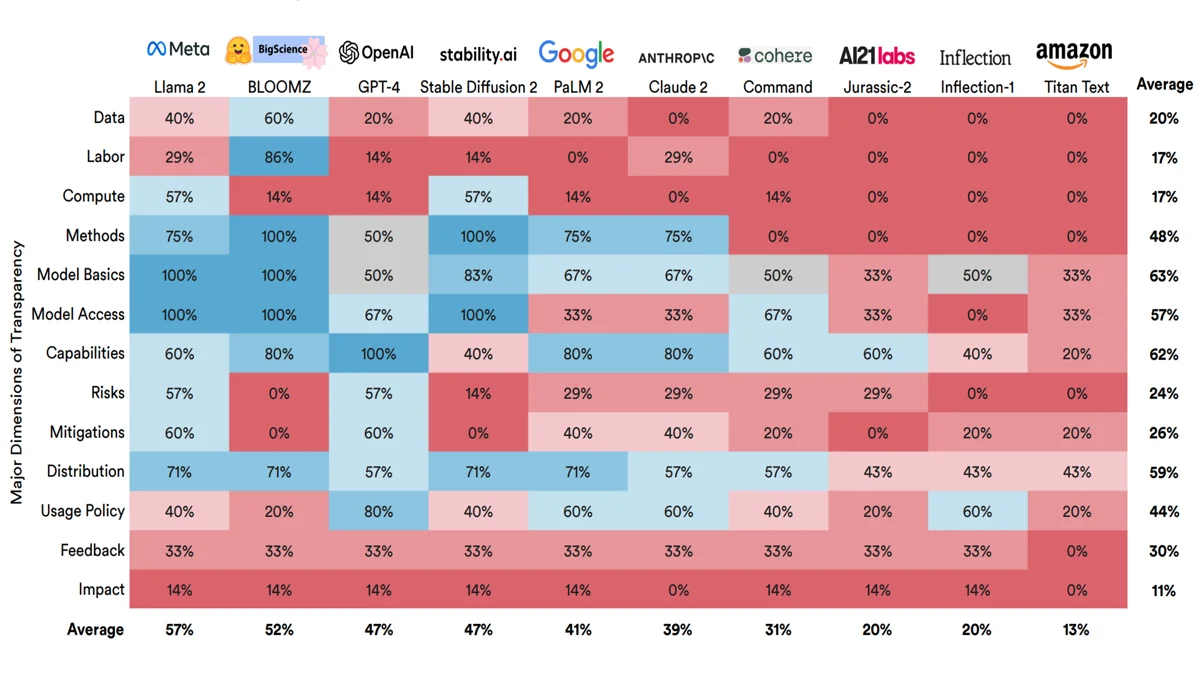 Meta BigScience OpenAI stability.ai Google ANTHROP\C cohere AI21labs Inflection amazon
Llama 2 BLOOMZ GPT-4 Stable Diffusion 2 PaLM 2 Claude 2 Command Jurassic-2 Inflection-1 Titan Text Average
Major Dimensions of Transparency
Data 40% 60% 20% 40% 20% 0% 20% 0% 0% 0% 20%
Labor 29% 86% 14% 14% 0% 29% 0% 0% 0% 0% 17%
Compute 57% 14% 14% 57% 14% 0% 14% 0% 0% 0% 17%
Methods 75% 100% 50% 100% 75% 75% 0% 0% 0% 0% 48%
Model Basics 100% 100% 50% 83% 67% 67% 50% 33% 50% 33% 63%
Model Access 100% 100% 67% 100% 33% 33% 67% 33% 0% 33% 57%
Capabilities 60% 80% 100% 40% 80% 80% 60% 60% 40% 20% 62%
Risks 57% 0% 57% 14% 29% 29% 29% 29% 0% 0% 24%
Mitigations 60% 0% 60% 0% 40% 40% 20% 0% 20% 20% 26%
Distribution 71% 71% 57% 71% 71% 57% 57% 43% 43% 43% 59%
Usage Policy 40% 20% 80% 40% 60% 60% 40% 20% 60% 20% 44%
Feedback 33% 33% 33% 33% 33% 33% 33% 33% 33% 0% 30%
Impact 14% 14% 14% 14% 14% 0% 14% 14% 14% 0% 11%
Average 57% 52% 47% 47% 41% 39% 31% 20% 20% 13%